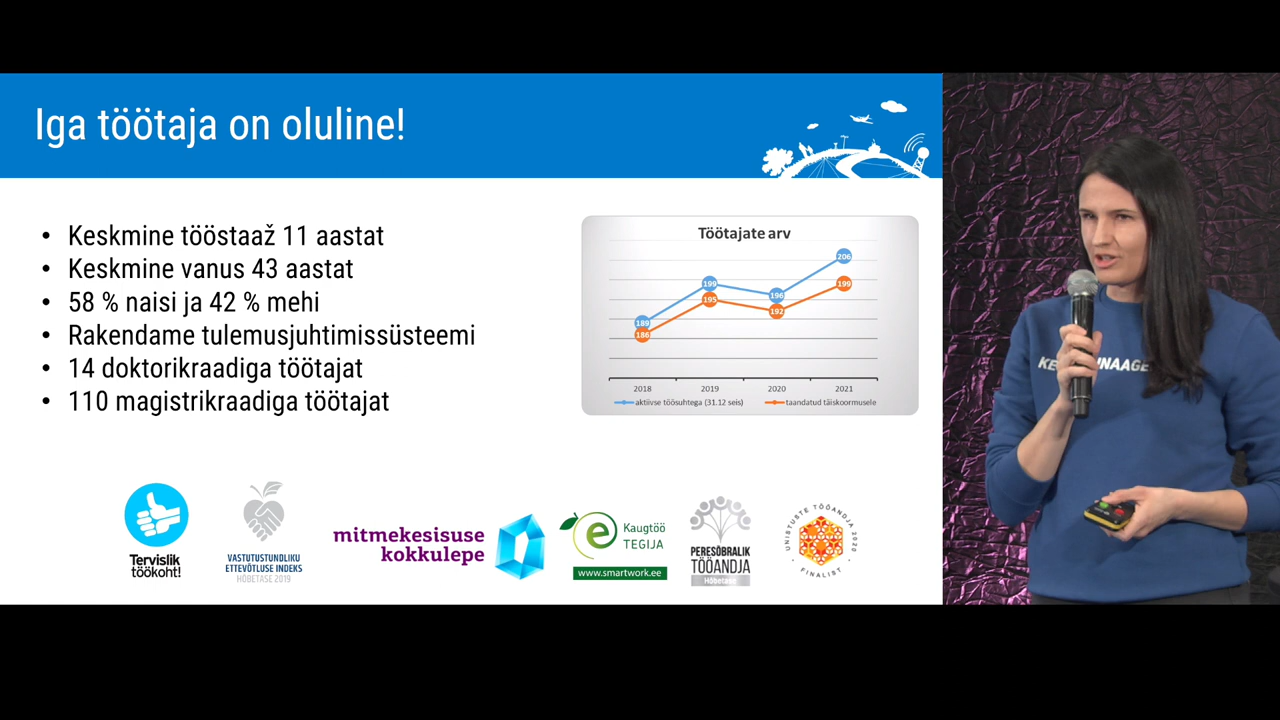 Iga töötaja on oluline!
• Keskmine tööstaaž 11 aastat
• Keskmine vanus 43 aastat
• 58 % naisi ja 42 % mehi
• Rakendame tulemusjuhtimissüsteemi
• 14 doktorikraadiga töötajat
• 110 magistrikraadiga töötajat
Töötajate arv
206
199
199
195
196
192
189
186
2018 2019 2020 2021
aktiivse töösuhtega (31.12 seis) taandatud täiskoormusele
Tervislik
töökoht!
VASTUTUSTUNDLIKU
ETTEVÕTLUSE INDEKS
HÕBETASE 2019
mitmekesisuse
kokkulepe
e
Kaugtöö
TEGIJA
www.smartwork.ee
PERESÕBRALIK
TÖÖANDJA
Hõbetase
UNISTUSTE TÖÖANDJA 2020
FINALIST